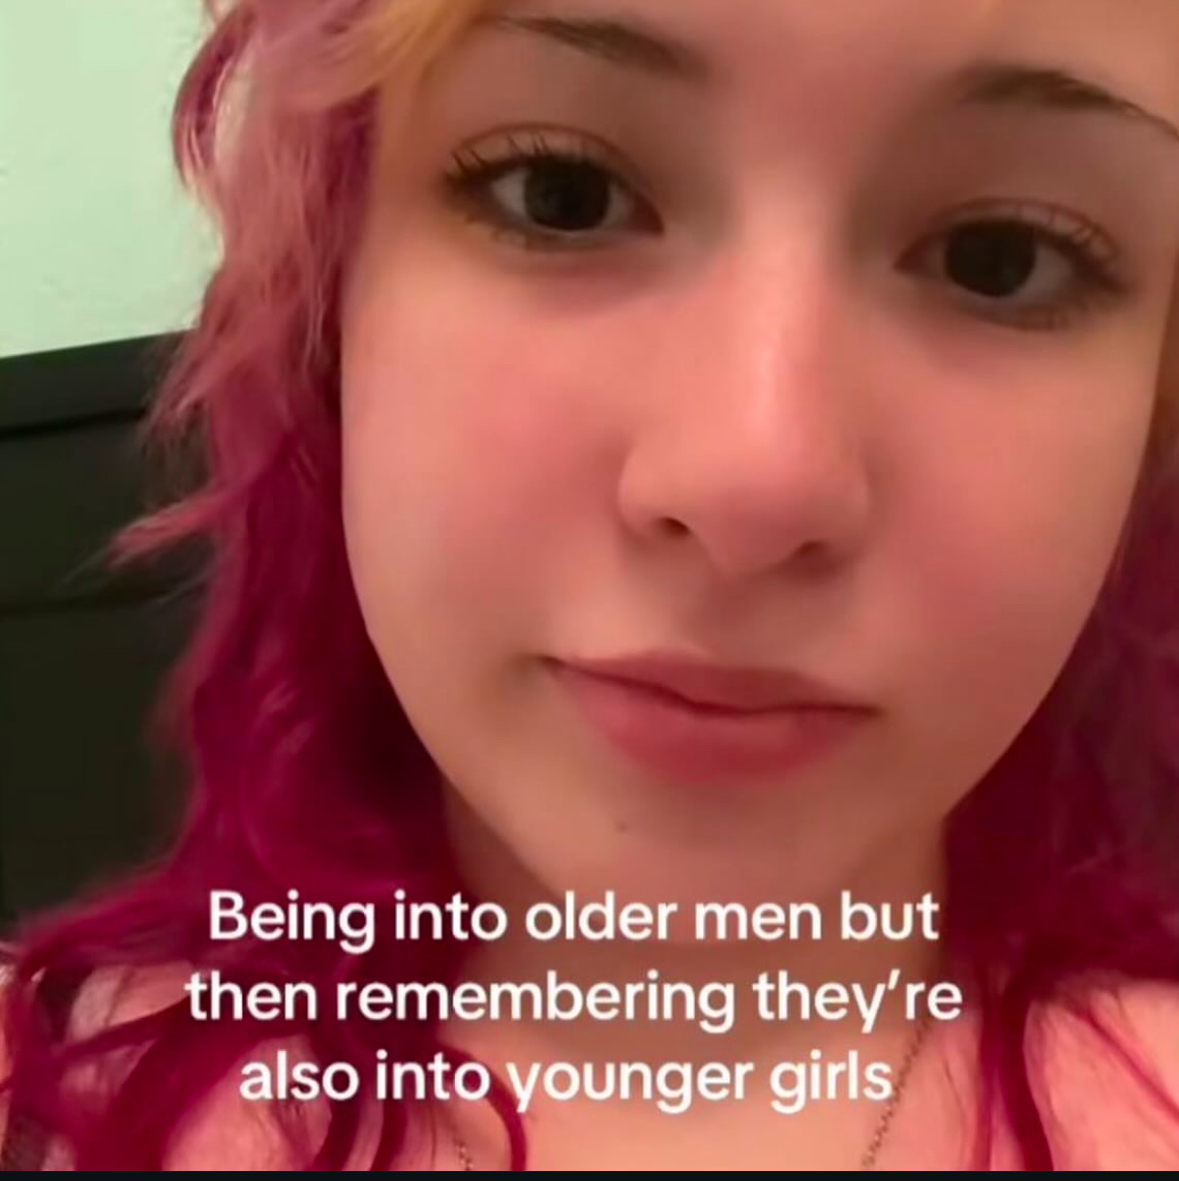 Being into older men but
then remembering they're
also into younger girls